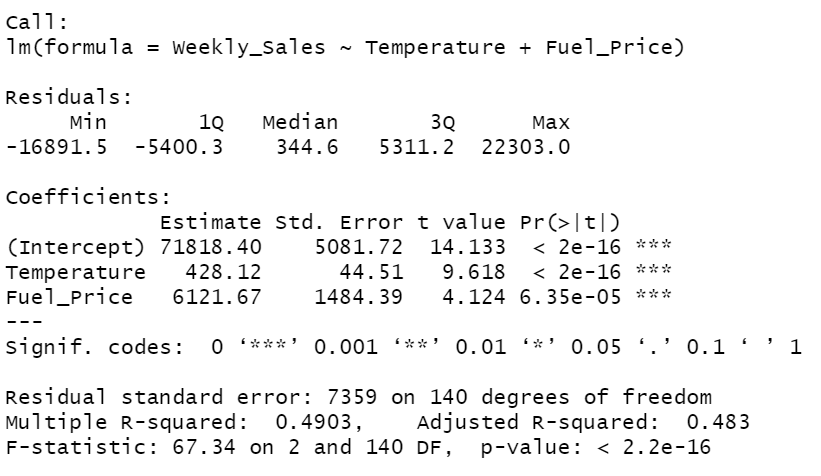 Call:
lm(formula = Weekly_Sales ~ Temperature + Fuel_Price)
Residuals:
Min 1Q Median 3Q Max
-16891.5 -5400.3 344.6 5311.2 22303.0
Coefficients:
Estimate Std. Error t value Pr(>|t|)
(Intercept) 71818.40 5081.72 14.133 < 2e-16 ***
Temperature 428.12 44.51 9.618 < 2e-16 ***
Fuel_Price 6121.67 1484.39 4.124 6.35e-05 ***
---
Signif. codes: 0 ‘***’ 0.001 ‘**’ 0.01 ‘*’ 0.05 ‘.’ 0.1 ‘ ’ 1
Residual standard error: 7359 on 140 degrees of freedom
Multiple R-squared: 0.4903, Adjusted R-squared: 0.483
F-statistic: 67.34 on 2 and 140 DF, p-value: < 2.2e-16